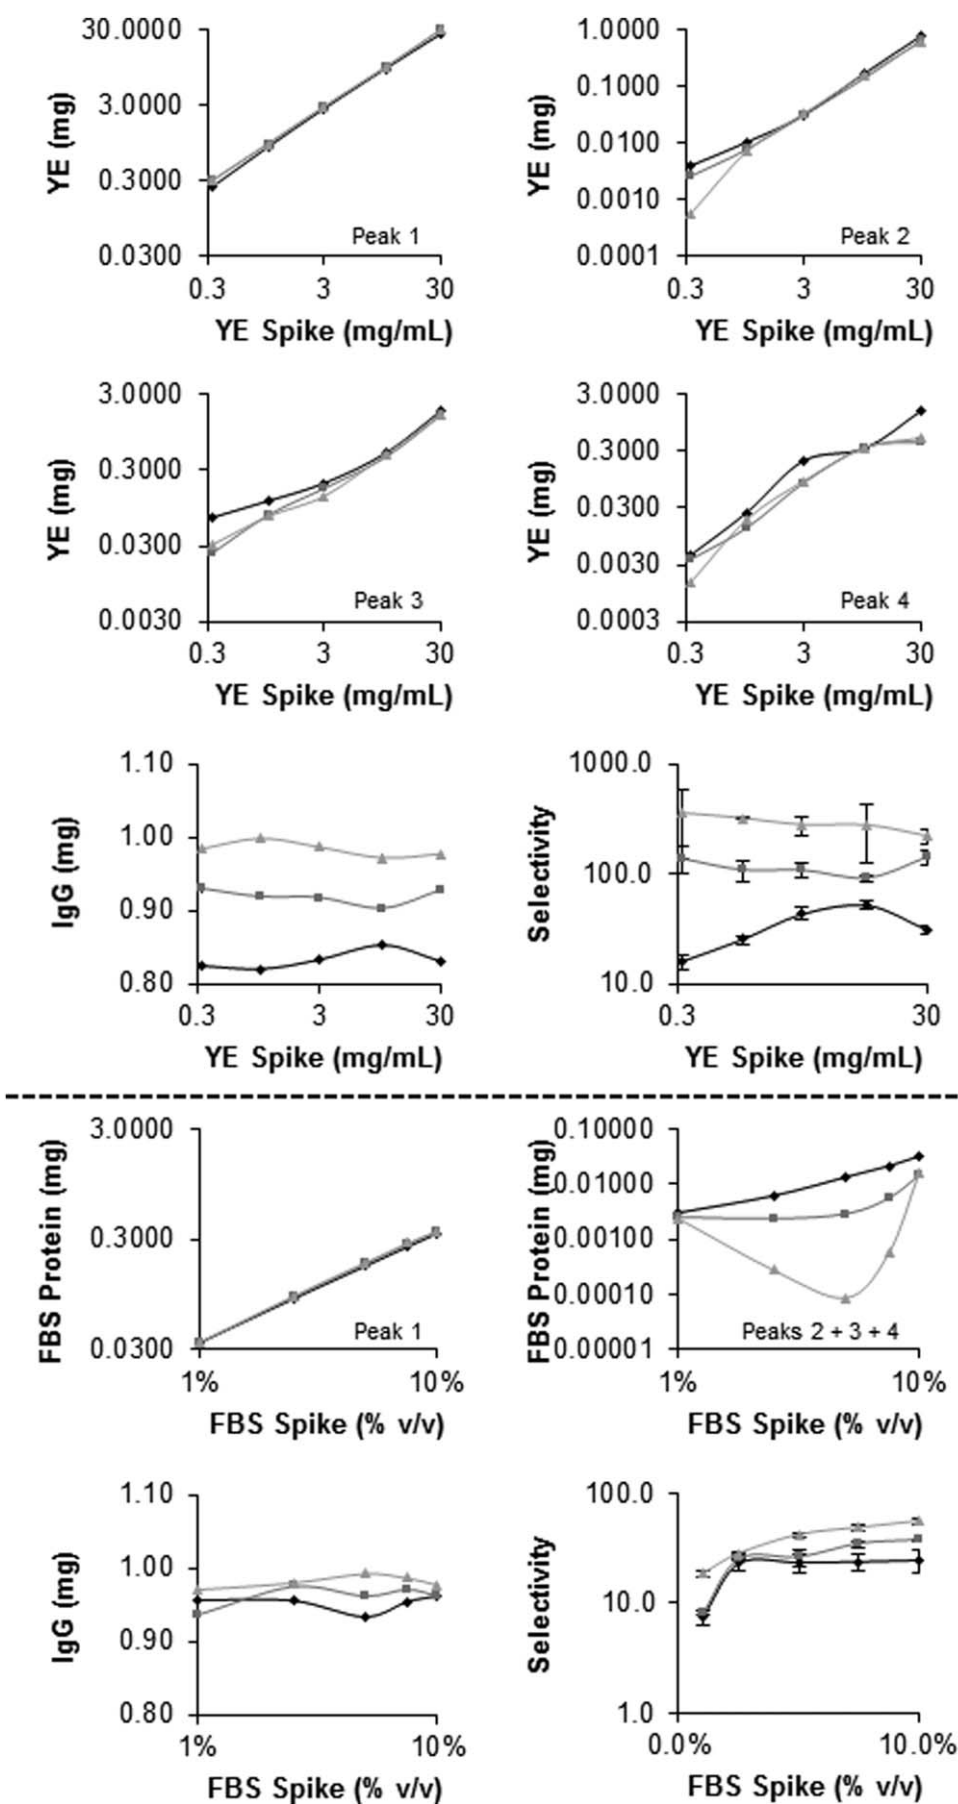 YE (mg)
30.0000
3.0000
0.3000
0.0300
Peak 1
0.3 3 30
YE Spike (mg/mL)
YE (mg)
1.0000
0.1000
0.0100
0.0010
0.0001
Peak 2
0.3 3 30
YE Spike (mg/mL)
YE (mg)
3.0000
0.3000
0.0300
0.0030
Peak 3
0.3 3 30
YE Spike (mg/mL)
YE (mg)
3.0000
0.3000
0.0300
0.0030
0.0003
Peak 4
0.3 3 30
YE Spike (mg/mL)
IgG (mg)
1.10
1.00
0.90
0.80
0.3 3 30
YE Spike (mg/mL)
Selectivity
1000.0
100.0
10.0
0.3 3 30
YE Spike (mg/mL)
FBS Protein (mg)
3.0000
0.3000
0.0300
Peak 1
1% 10%
FBS Spike (% v/v)
FBS Protein (mg)
0.10000
0.01000
0.00100
0.00010
0.00001
Peaks 2 + 3 + 4
1% 10%
FBS Spike (% v/v)
IgG (mg)
1.10
1.00
0.90
0.80
1% 10%
FBS Spike (% v/v)
Selectivity
100.0
10.0
1.0
0.0% 10.0%
FBS Spike (% v/v)